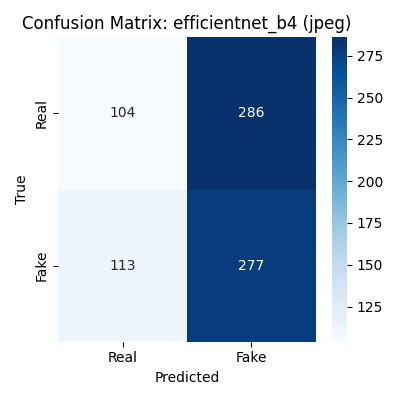 Confusion Matrix: efficientnet_b4 (jpeg)
Real
104
286
Fake
113
277
True
Real
Fake
Predicted
275
250
225
200
175
150
125